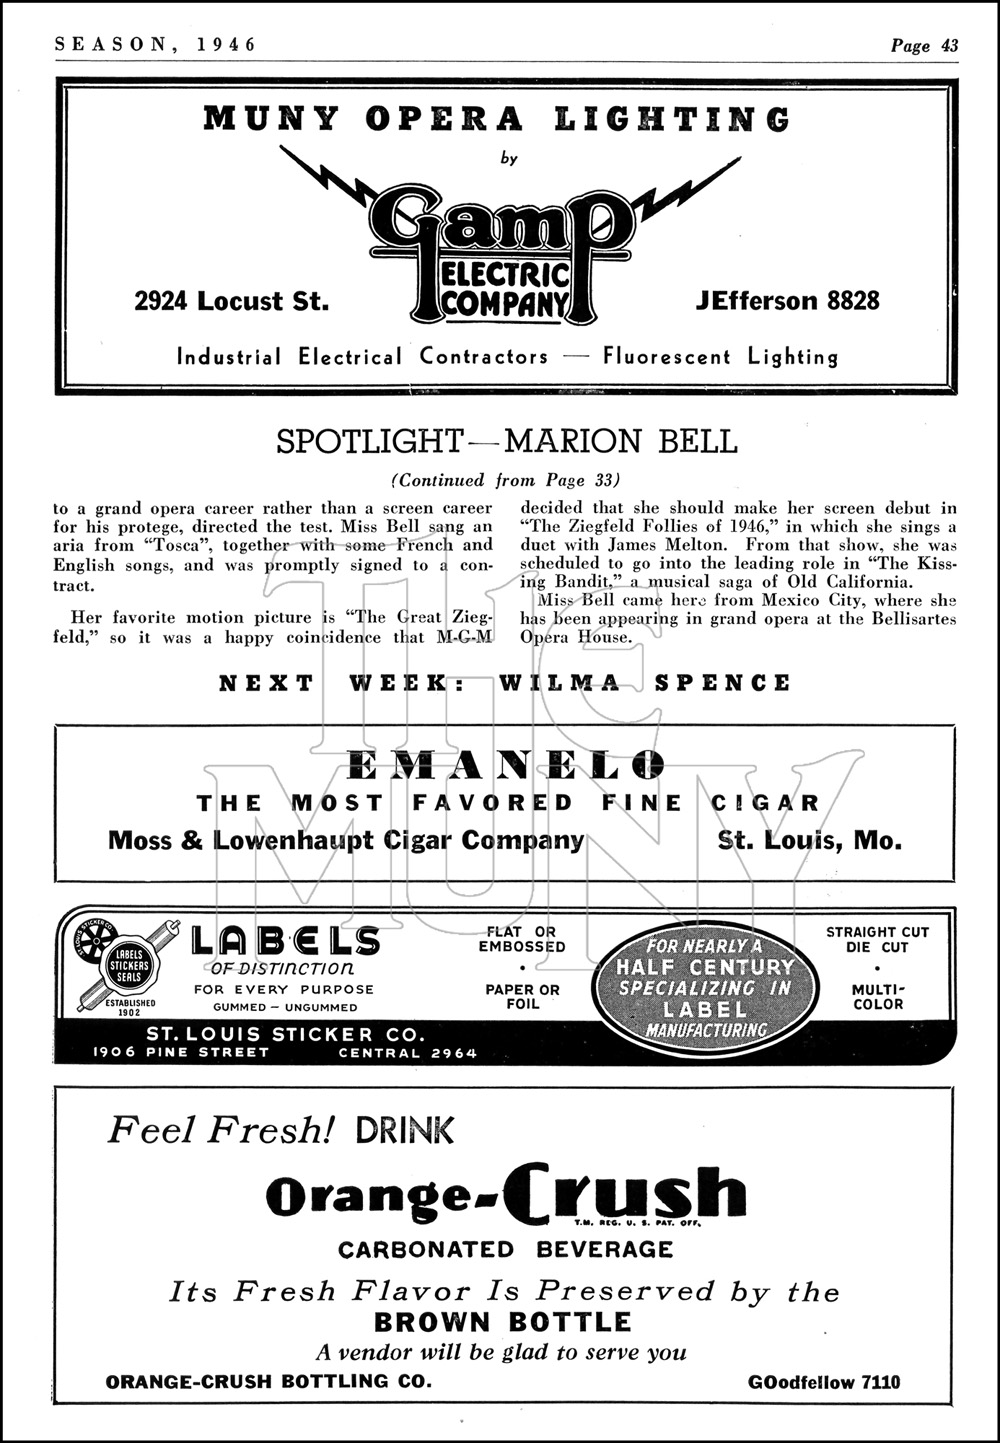 SEASON, 1946
Page 43
MUNY OPERA LIGHTING
by
Gamp
ELECTRIC
COMPANY
2924 Locust St.
JEfferson 8828
Industrial Electrical Contractors — Fluorescent Lighting
SPOTLIGHT—MARION BELL
(Continued from Page 33)
to a grand opera career rather than a screen career
for his protege, directed the test. Miss Bell sang an
aria from “Tosca”, together with some French and
English songs, and was promptly signed to a con-
tract.
Her favorite motion picture is “The Great Zieg-
feld,” so it was a happy coincidence that M-G-M
decided that she should make her screen debut in
“The Ziegfeld Follies of 1946,” in which she sings a
duet with James Melton. From that show, she was
scheduled to go into the leading role in “The Kiss-
ing Bandit,” a musical saga of Old California.
Miss Bell came here from Mexico City, where she
has been appearing in grand opera at the Bellisartes
Opera House.
NEXT WEEK: WILMA SPENCE
THE
MUNY
EMANELO
THE MOST FAVORED FINE CIGAR
Moss & Lowenhaupt Cigar Company
St. Louis, Mo.
ST. LOUIS STICKER CO.
LABELS
STICKERS
SEALS
ESTABLISHED
1902
LABELS
OF DISTINCTION
FOR EVERY PURPOSE
GUMMED — UNGUMMED
FLAT OR
EMBOSSED
•
PAPER OR
FOIL
FOR NEARLY A
HALF CENTURY
SPECIALIZING IN
LABEL
MANUFACTURING
STRAIGHT CUT
DIE CUT
•
MULTI-
COLOR
ST. LOUIS STICKER CO.
1906 PINE STREET
CENTRAL 2964
Feel Fresh! DRINK
Orange-Crush
T.M. REG. U. S. PAT. OFF.
CARBONATED BEVERAGE
Its Fresh Flavor Is Preserved by the
BROWN BOTTLE
A vendor will be glad to serve you
ORANGE-CRUSH BOTTLING CO.
GOodfellow 7110